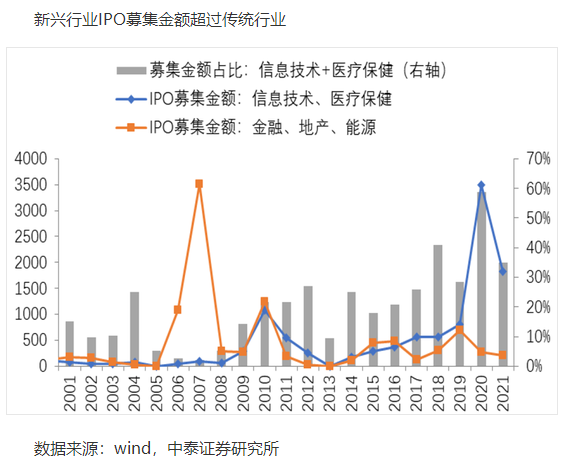 新兴行业IPO募集金额超过传统行业
募集金额占比：信息技术+医疗保健（右轴）
IPO募集金额：信息技术、医疗保健
IPO募集金额：金融、地产、能源
4000 70%
3500 60%
3000 50%
2500 40%
2000 30%
1500 20%
1000 10%
500 0%
0
2001 2002 2003 2004 2005 2006 2007 2008 2009 2010 2011 2012 2013 2014 2015 2016 2017 2018 2019 2020 2021
数据来源：wind，中泰证券研究所